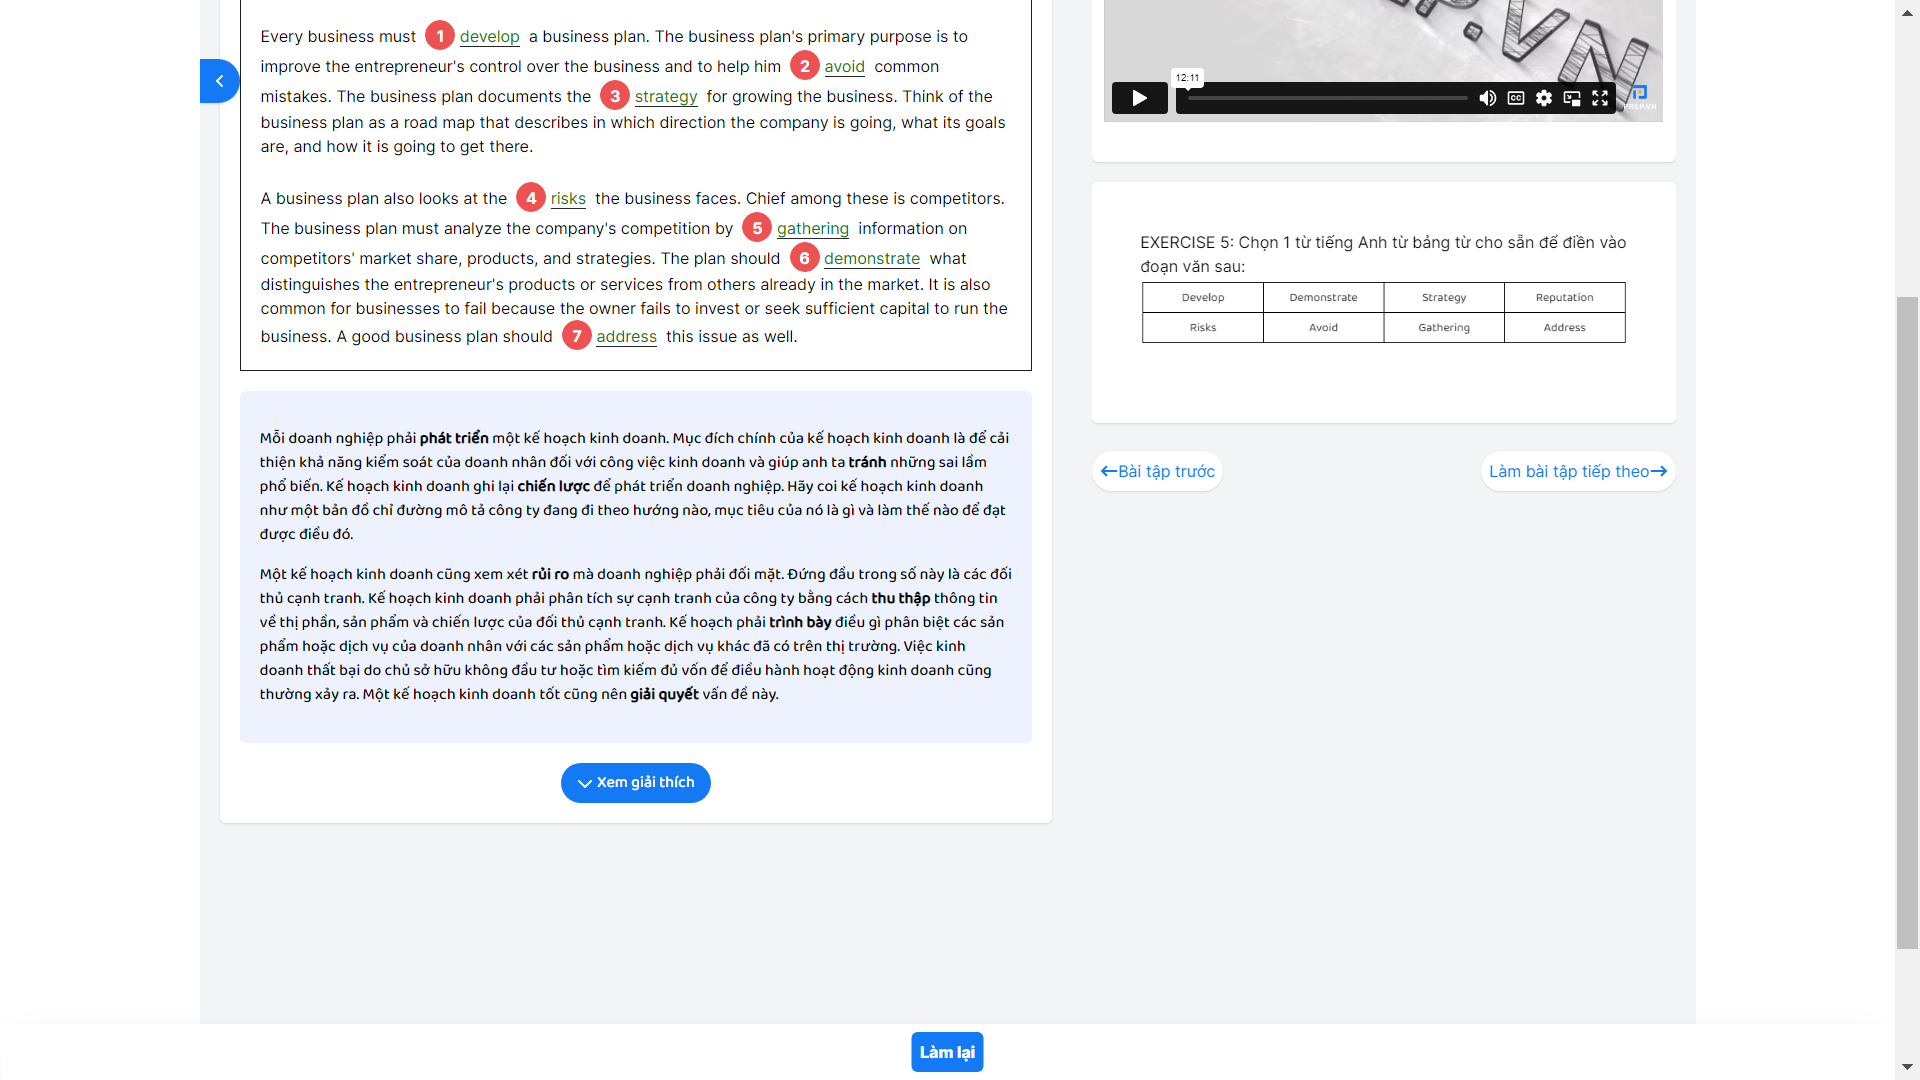 Every business must 1 develop a business plan. The business plan's primary purpose is to
improve the entrepreneur's control over the business and to help him 2 avoid common
mistakes. The business plan documents the 3 strategy for growing the business. Think of the
business plan as a road map that describes in which direction the company is going, what its goals
are, and how it is going to get there.
A business plan also looks at the 4 risks the business faces. Chief among these is competitors.
The business plan must analyze the company's competition by 5 gathering information on
competitors' market share, products, and strategies. The plan should 6 demonstrate what
distinguishes the entrepreneur's products or services from others already in the market. It is also
common for businesses to fail because the owner fails to invest or seek sufficient capital to run the
business. A good business plan should 7 address this issue as well.
Mỗi doanh nghiệp phải phát triển một kế hoạch kinh doanh. Mục đích chính của kế hoạch kinh doanh là để cải
thiện khả năng kiểm soát của doanh nhân đối với công việc kinh doanh và giúp anh ta tránh những sai lầm
phổ biến. Kế hoạch kinh doanh ghi lại chiến lược để phát triển doanh nghiệp. Hãy coi kế hoạch kinh doanh
như một bản đồ chỉ đường mô tả công ty đang đi theo hướng nào, mục tiêu của nó là gì và làm thế nào để đạt
được điều đó.
Một kế hoạch kinh doanh cũng xem xét rủi ro mà doanh nghiệp phải đối mặt. Đứng đầu trong số này là các đối
thủ cạnh tranh. Kế hoạch kinh doanh phải phân tích sự cạnh tranh của công ty bằng cách thu thập thông tin
về thị phần, sản phẩm và chiến lược của đối thủ cạnh tranh. Kế hoạch phải trình bày điều gì phân biệt các sản
phẩm hoặc dịch vụ của doanh nhân với các sản phẩm hoặc dịch vụ khác đã có trên thị trường. Việc kinh
doanh thất bại do chủ sở hữu không đầu tư hoặc tìm kiếm đủ vốn để điều hành hoạt động kinh doanh cũng
thường xảy ra. Một kế hoạch kinh doanh tốt cũng nên giải quyết vấn đề này.
Xem giải thích
P.VN
12:11
CC
PREP.VN
EXERCISE 5: Chọn 1 từ tiếng Anh từ bảng từ cho sẵn để điền vào
đoạn văn sau:
Develop Demonstrate Strategy Reputation
Risks Avoid Gathering Address
Bài tập trước
Làm bài tập tiếp theo
Làm lại